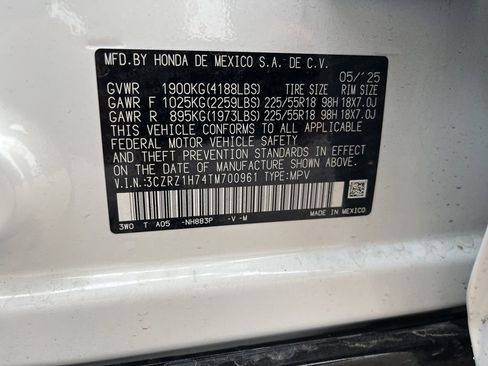 MFD.BY HONDA DE MEXICO S.A. DE C.V.
05/'25
GVWR 1900KG(4188LBS) TIRE SIZE RIM SIZE
GAWR F 1025KG(2259LBS) 225/55R18 98H 18X7.0J
GAWR R 895KG(1973LBS) 225/55R18 98H 18X7.0J
THIS VEHICLE CONFORMS TO ALL APPLICABLE
FEDERAL MOTOR VEHICLE SAFETY
AND THEFT PREVENTION STANDARDS IN EFFECT
ON THE DATE OF MANUFACTURE SHOWN ABOVE.
V.I.N.:3CZRZ1H74TM700961 TYPE:MPV
3W0 T A05 -NH883P -V -M
MADE IN MEXICO